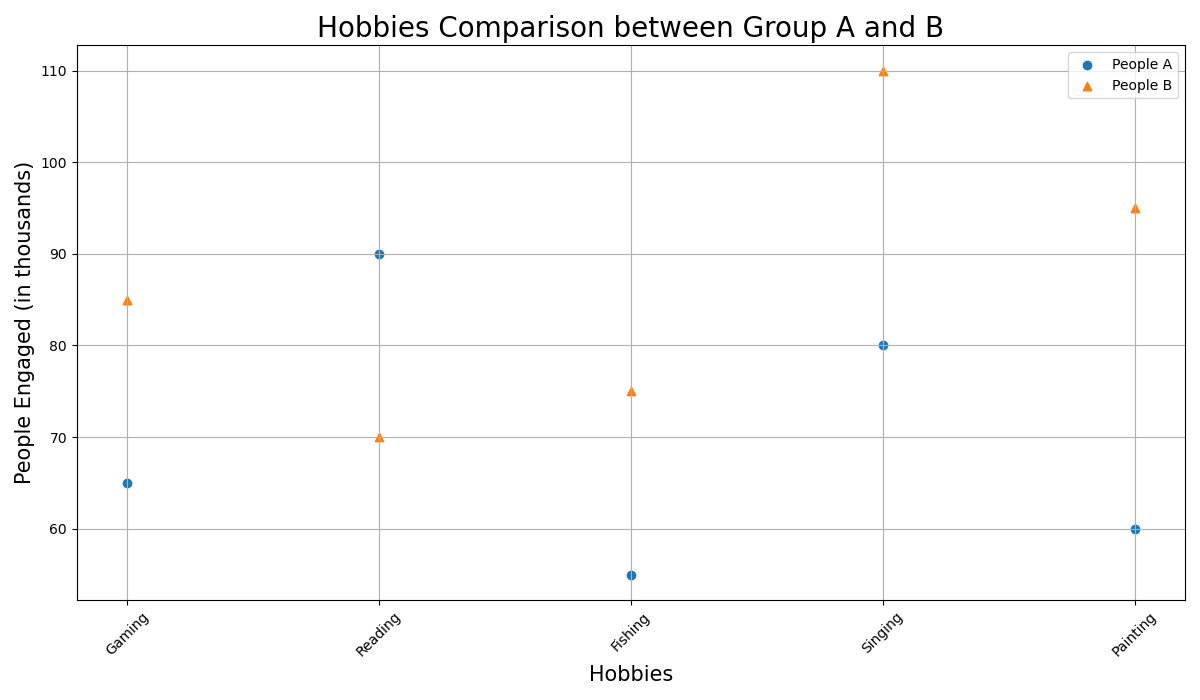 Hobbies Comparison between Group A and B
People A
People B
People Engaged (in thousands)
110
100
90
80
70
60
Gaming
Reading
Fishing
Singing
Painting
Hobbies